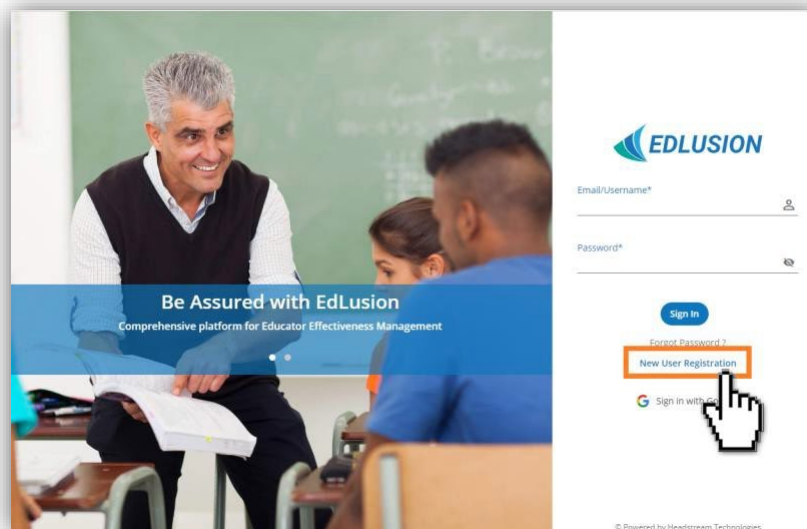 Be Assured with EdLusion
Comprehensive platform for Educator Effectiveness Management
EDLUSION
Email/Username*
Password*
Sign In
Forgot Password ?
New User Registration
Sign in with Go
© Powered by Headstream Technologies